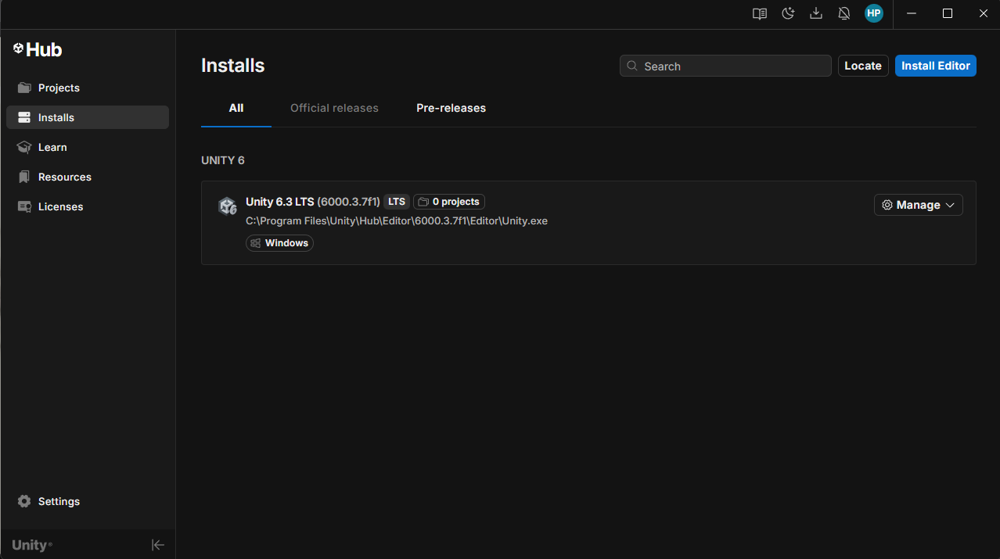 HP
Hub
Projects
Installs
Learn
Resources
Licenses
Settings
Unity®
Installs
Search
Locate
Install Editor
All
Official releases
Pre-releases
UNITY 6
Unity 6.3 LTS (6000.3.7f1) LTS 0 projects
Manage
C:\Program Files\Unity\Hub\Editor\6000.3.7f1\Editor\Unity.exe
Windows